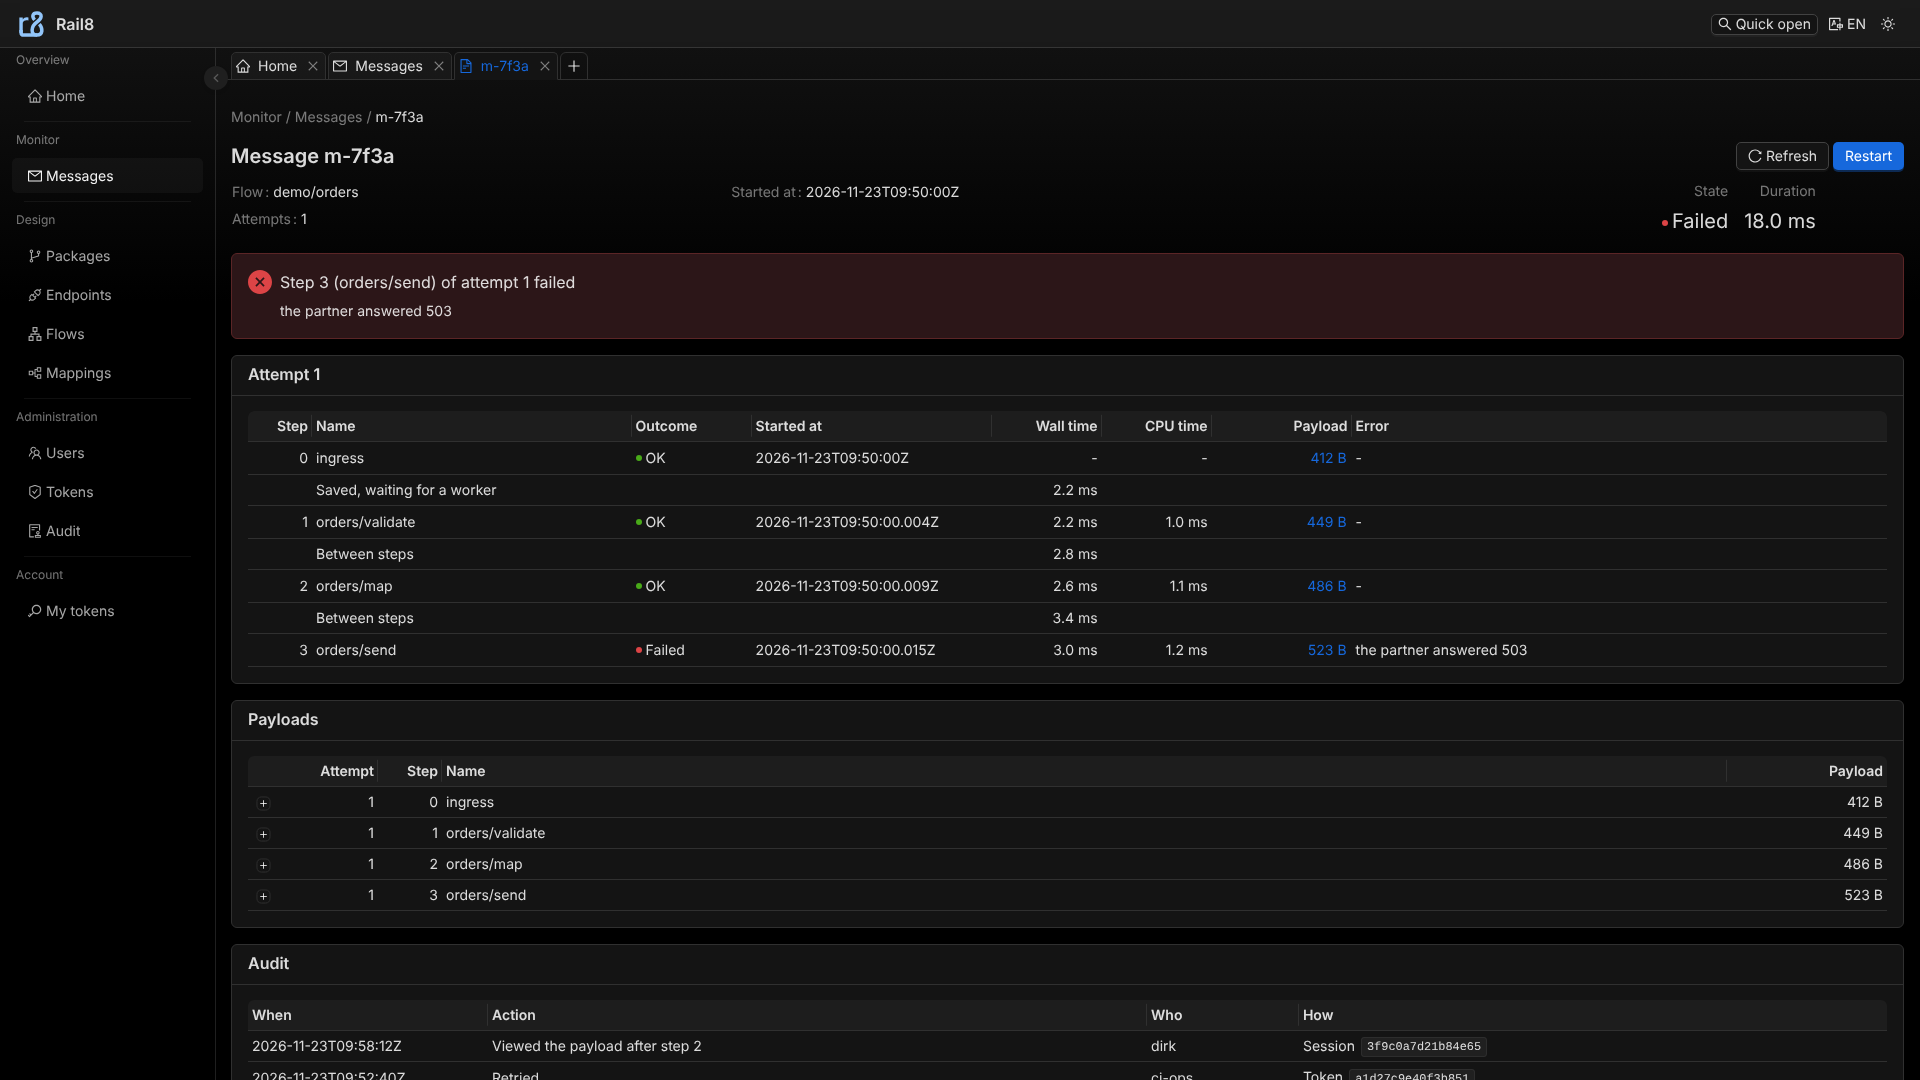 Rail8
Quick open
EN
Overview
Home
Monitor
Messages
Design
Packages
Endpoints
Flows
Mappings
Administration
Users
Tokens
Audit
Account
My tokens
Home
Messages
m-7f3a
Monitor / Messages / m-7f3a
Message m-7f3a
Refresh
Restart
Flow: demo/orders
Started at: 2026-11-23T09:50:00Z
Attempts: 1
State
Failed
Duration
18.0 ms
Step 3 (orders/send) of attempt 1 failed
the partner answered 503
Attempt 1
Step Name Outcome Started at Wall time CPU time Payload Error
0 ingress OK 2026-11-23T09:50:00Z - - 412 B -
Saved, waiting for a worker 2.2 ms
1 orders/validate OK 2026-11-23T09:50:00.004Z 2.2 ms 1.0 ms 449 B -
Between steps 2.8 ms
2 orders/map OK 2026-11-23T09:50:00.009Z 2.6 ms 1.1 ms 486 B -
Between steps 3.4 ms
3 orders/send Failed 2026-11-23T09:50:00.015Z 3.0 ms 1.2 ms 523 B the partner answered 503
Payloads
Attempt Step Name Payload
1 0 ingress 412 B
1 1 orders/validate 449 B
1 2 orders/map 486 B
1 3 orders/send 523 B
Audit
When Action Who How
2026-11-23T09:58:12Z Viewed the payload after step 2 dirk Session 3f9c0a7d21b84e65
2026-11-23T09:52:40Z Retried ci-ops Token a1d27c9e40f3b851